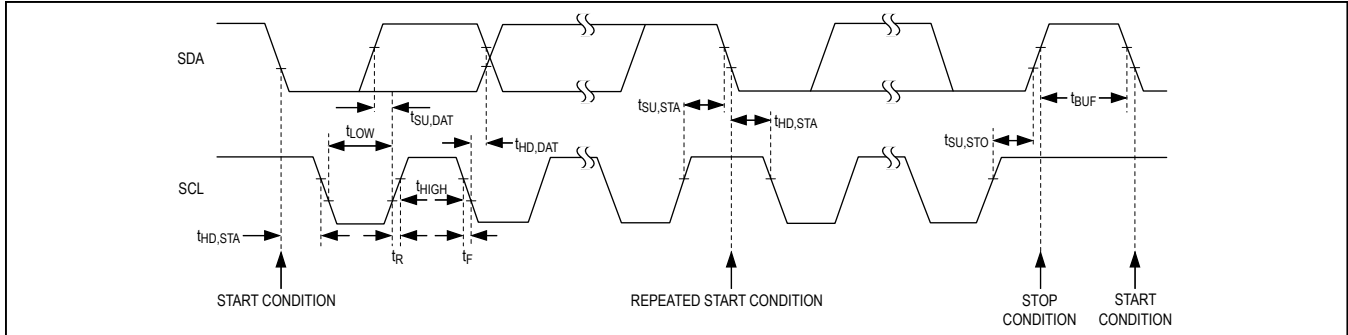 SDA
tSU,STA
tHD,STA
tBUF
tSU,DAT
tLOW
tHD,DAT
tSU,STO
SCL
tHIGH
tHD,STA
tR
tF
START CONDITION
REPEATED START CONDITION
STOP
CONDITION
START
CONDITION